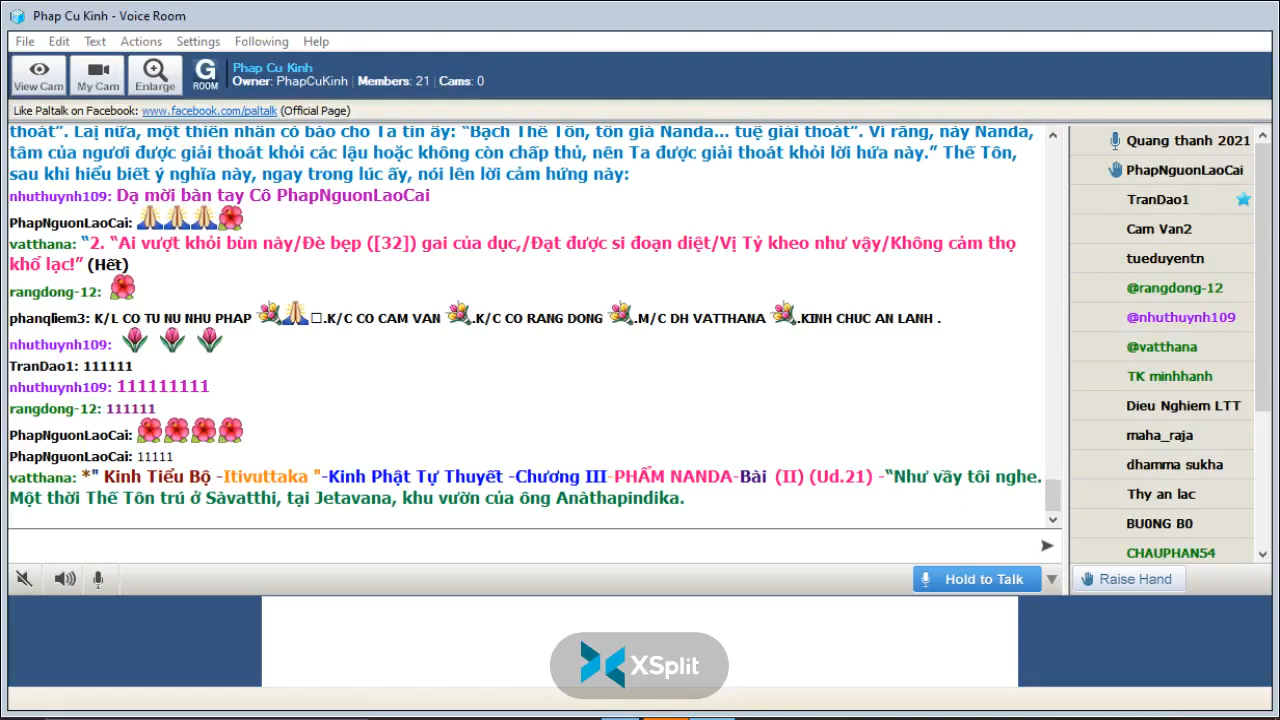 Phap Cu Kinh - Voice Room
File Edit Text Actions Settings Following Help
View Cam My Cam Enlarge G ROOM
Phap Cu Kinh
Owner: PhapCuKinh | Members: 21 | Cams: 0
Like Paltalk on Facebook: www.facebook.com/paltalk (Official Page)
thoát”. Lại nữa, một thiên nhân có báo cho Ta tin ấy: “Bạch Thế Tôn, tôn giả Nanda... tuệ giải thoát”. Vì rằng, này Nanda,
tâm của ngươi được giải thoát khỏi các lậu hoặc không còn chấp thủ, nên Ta được giải thoát khỏi lời hứa này.” Thế Tôn,
sau khi hiểu biết ý nghĩa này, ngay trong lúc ấy, nói lên lời cảm hứng này:
nhuthuynh109: Dạ mời bàn tay Cô PhapNguonLaoCai
PhapNguonLaoCai:
vatthana: “2. “Ai vượt khỏi bùn này/Đè bẹp ([32]) gai của dục,/Đạt được si đoạn diệt/Vị Tỷ kheo như vậy/Không cảm thọ
khổ lạc!” (Hết)
rangdong-12:
phanqliem3: K/L CO TU NU NHU PHAP .K/C CO CAM VAN .K/C CO RANG DONG .M/C DH VATTHANA .KINH CHUC AN LANH .
nhuthuynh109:
TranDao1: 111111
nhuthuynh109: 111111111
rangdong-12: 111111
PhapNguonLaoCai:
PhapNguonLaoCai: 11111
vatthana: *" Kinh Tiểu Bộ -Itivuttaka "-Kinh Phật Tự Thuyết -Chương III-PHẨM NANDA-Bài (II) (Ud.21) -“Như vầy tôi nghe.
Một thời Thế Tôn trú ở Sàvatthi, tại Jetavana, khu vườn của ông Anàthapindika.
Quang thanh 2021
PhapNguonLaoCai
TranDao1
Cam Van2
tueduyentn
@rangdong-12
@nhuthuynh109
@vatthana
TK minhhanh
Dieu Nghiem LTT
maha_raja
dhamma sukha
Thy an lac
BU0NG B0
CHAUPHAN54
Hold to Talk
Raise Hand
XSplit